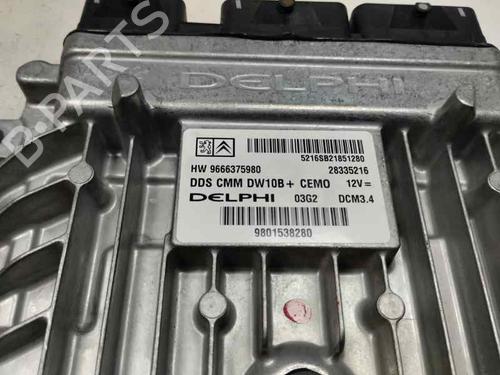 DELPHI
B-PARTS
5216SB21851280
HW 9666375980 28335216
DDS CMM DW10B+ CEMO 12V=
DELPHI 03G2 DCM3.4
9801538280